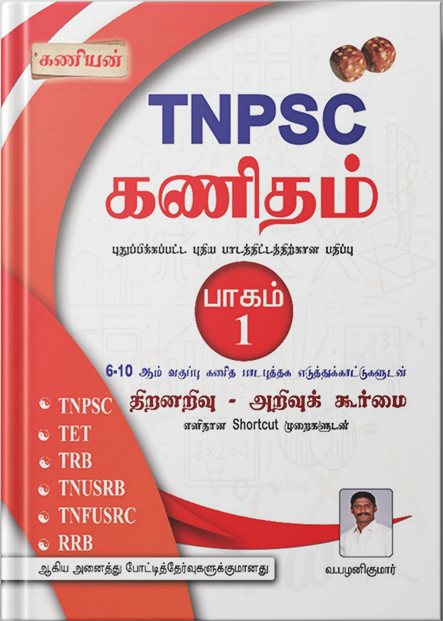 கணியன்
TNPSC
கணிதம்
புதுப்பிக்கப்பட்ட புதிய பாடத்திட்டத்திற்கான பதிப்பு
பாகம்
1
6-10 ஆம் வகுப்பு கணித பாடபுத்தக எடுத்துக்காட்டுகளுடன்
திறனறிவு - அறிவுக் கூர்மை
எளிதான Shortcut முறைகளுடன்
TNPSC
TET
TRB
TNUSRB
TNFUSRC
RRB
ஆகிய அனைத்து போட்டித்தேர்வுகளுக்குமானது
வ.பழனிகுமார்